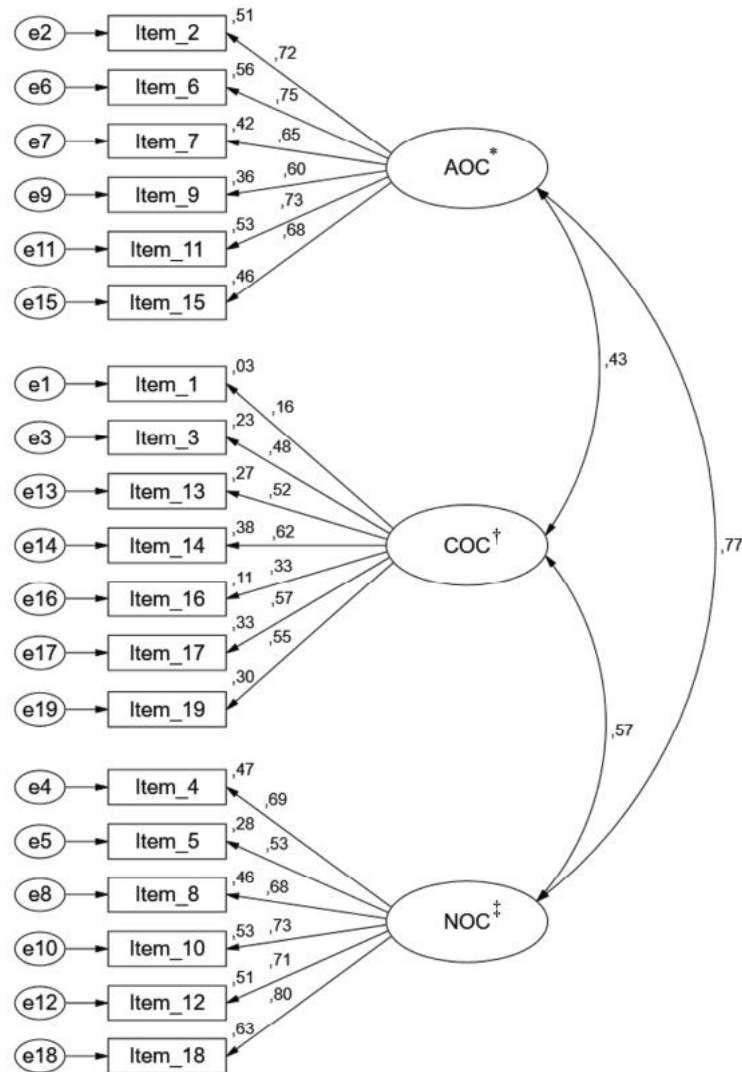 ,51
e2 Item_2 ,72
,56
e6 Item_6 ,75
,42
e7 Item_7 ,65
AOC*
,36 ,60
e9 Item_9
,73
,53
e11 Item_11 ,68
,46
e15 Item_15
,43
,03
e1 Item_1
,16
,23
e3 Item_3 ,48
,27
e13 Item_13 ,52
,38 ,62
e14 Item_14 COC† ,77
,33
,11
e16 Item_16 ,57
,33
e17 Item_17 ,55
,30
e19 Item_19
,57
,47
e4 Item_4
,69
,28
e5 Item_5 ,53
,46
e8 Item_8 ,68
NOC‡
,53 ,73
e10 Item_10
,71
,51
e12 Item_12 ,80
,63
e18 Item_18